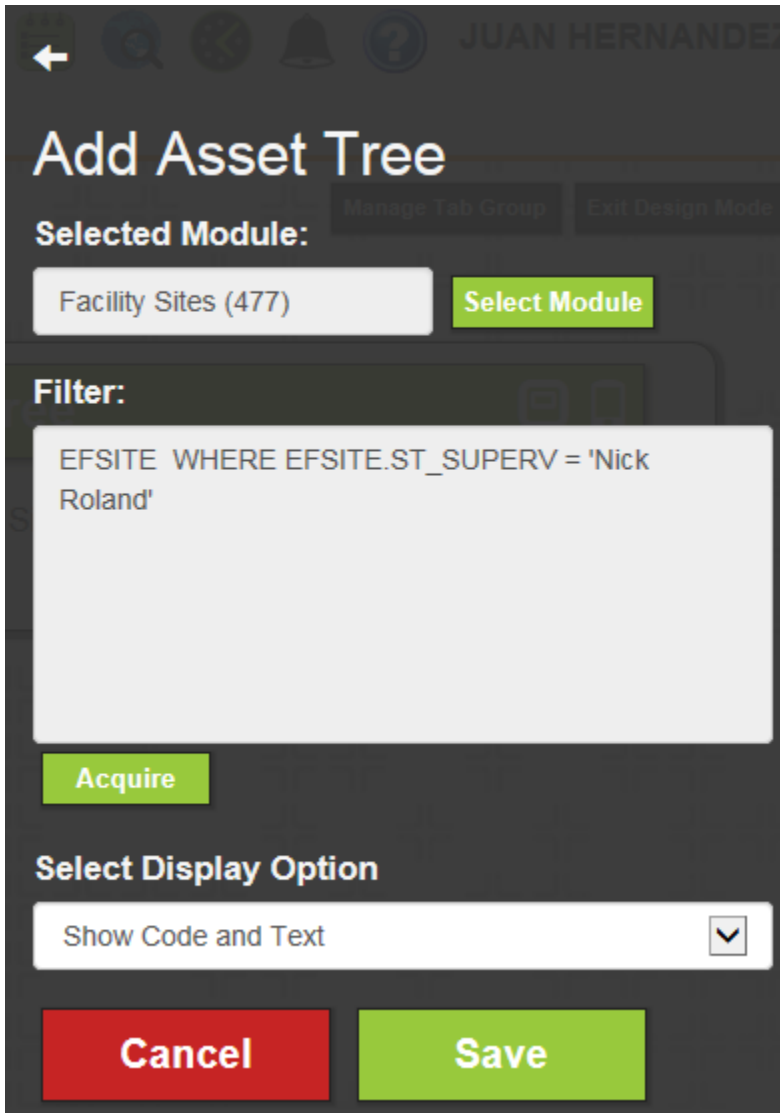 JUAN HERNANDEZ
Add Asset Tree
Manage Tab Group Exit Design Mode
Selected Module:
Facility Sites (477) Select Module
Filter:
EFSITE  WHERE EFSITE.ST_SUPERV = 'Nick
Roland'
Acquire
Select Display Option
Show Code and Text
Cancel Save